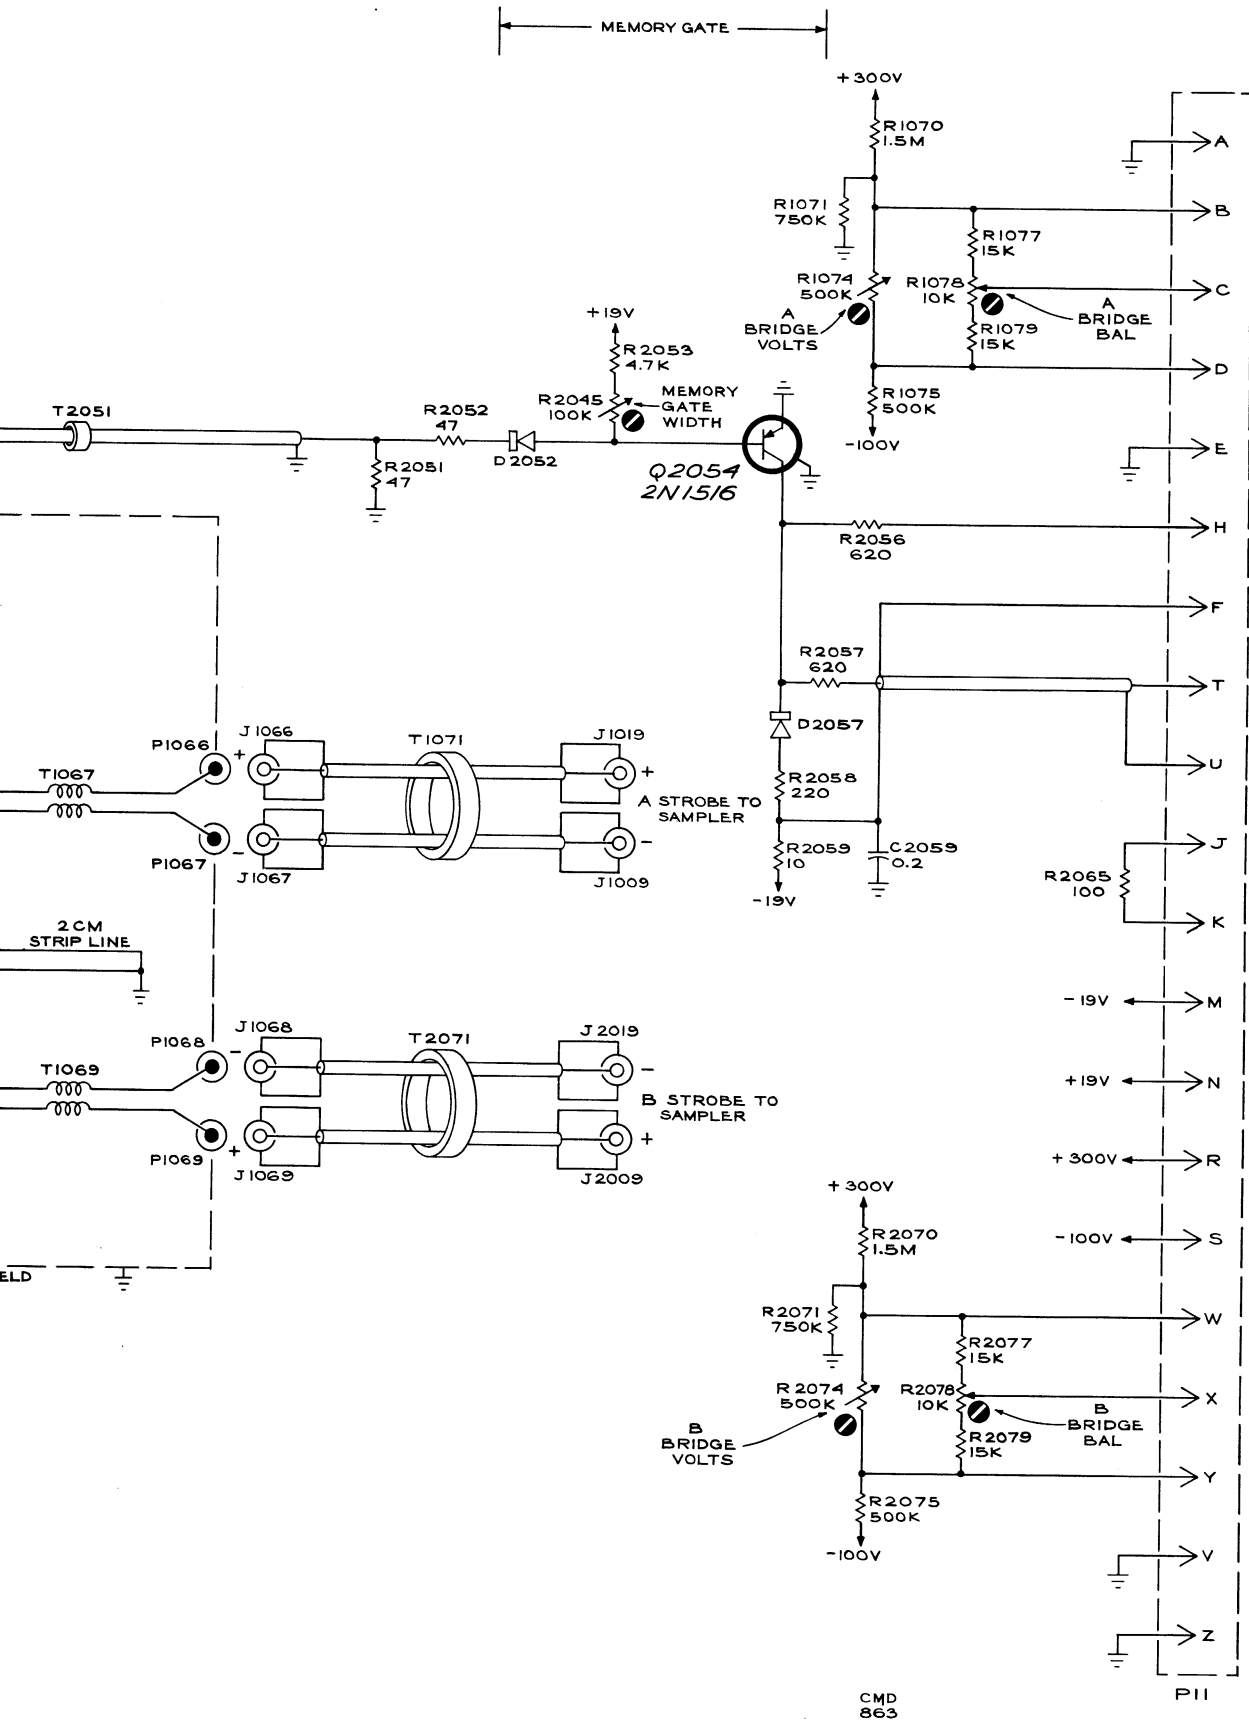 MEMORY GATE
+300V
R1070
1.5M
A
R1071
750K
B
R1077
15K
R1074
500K
R1078
10K
C
A
BRIDGE
VOLTS
A
BRIDGE
BAL
R1079
15K
+19V
R2053
4.7K
D
R2045
100K
MEMORY
GATE
WIDTH
R1075
500K
-100V
T2051
R2052
47
D2052
R2051
47
Q2054
2N1516
E
R2056
620
H
F
R2057
620
T
D2057
U
P1066
+
J1066
T1071
J1019
+
T1067
A STROBE TO
SAMPLER
R2058
220
P1067
-
J1067
-
J1009
R2059
10
C2059
0.2
-19V
J
R2065
100
K
2CM
STRIP LINE
-19V
M
P1068
-
J1068
T2071
J2019
-
T1069
B STROBE TO
SAMPLER
+19V
N
P1069
+
J1069
+
J2009
+300V
R
+300V
R2070
1.5M
-100V
S
ELD
R2071
750K
W
R2077
15K
R2074
500K
R2078
10K
X
B
BRIDGE
VOLTS
B
BRIDGE
BAL
R2079
15K
Y
R2075
500K
-100V
V
Z
P11
CMD
863